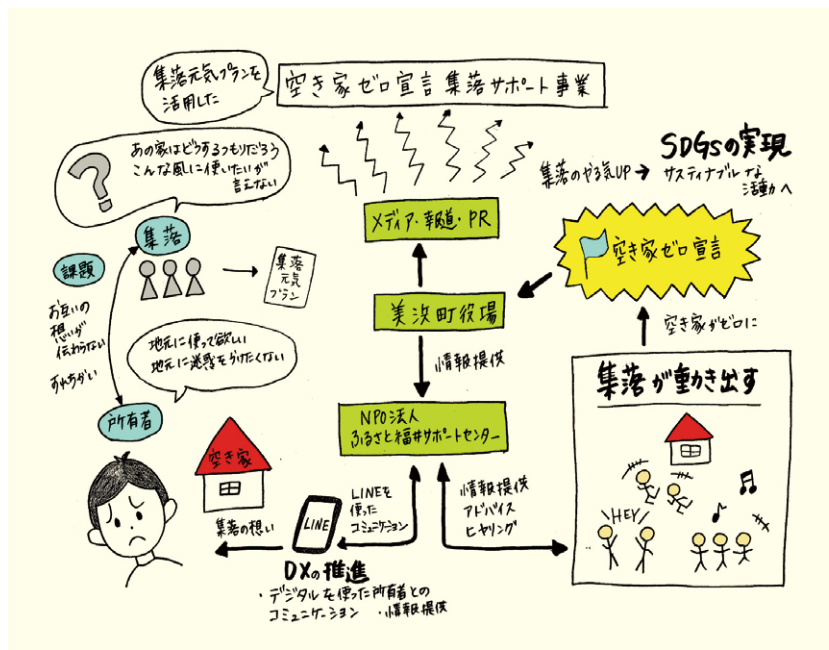 集落元気プランを
活用した
空き家ゼロ宣言 集落サポート事業
あの家はどうするつもりだろう
こんな風に使いたいが
言えない
?
集落
課題
お互いの
想いが
伝わらない
すれちがい
集落
元気
プラン
地元に使って欲しい
地元に迷惑をかけたくない
所有者
空き家
集落の想い
メディア・報道・PR
美浜町役場
情報提供
NPO法人
ふるさと福井サポートセンター
LINEを
使った
コミュニケーション
LINE
DXの推進
・デジタルを使った所有者との
コミュニケーション ・情報提供
情報提供
アドバイス
ヒヤリング
集落のやる気UP→
SDGsの実現
サスティナブルな
活動へ
空き家ゼロ宣言
空き家がゼロに
集落が動き出す
HEY